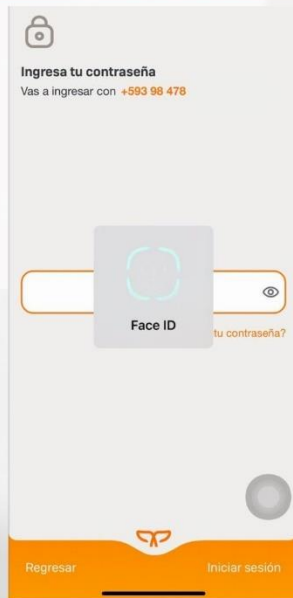 Ingresa tu contraseña
Vas a ingresar con +593 98 478
Face ID
tu contraseña?
Regresar
Iniciar sesión